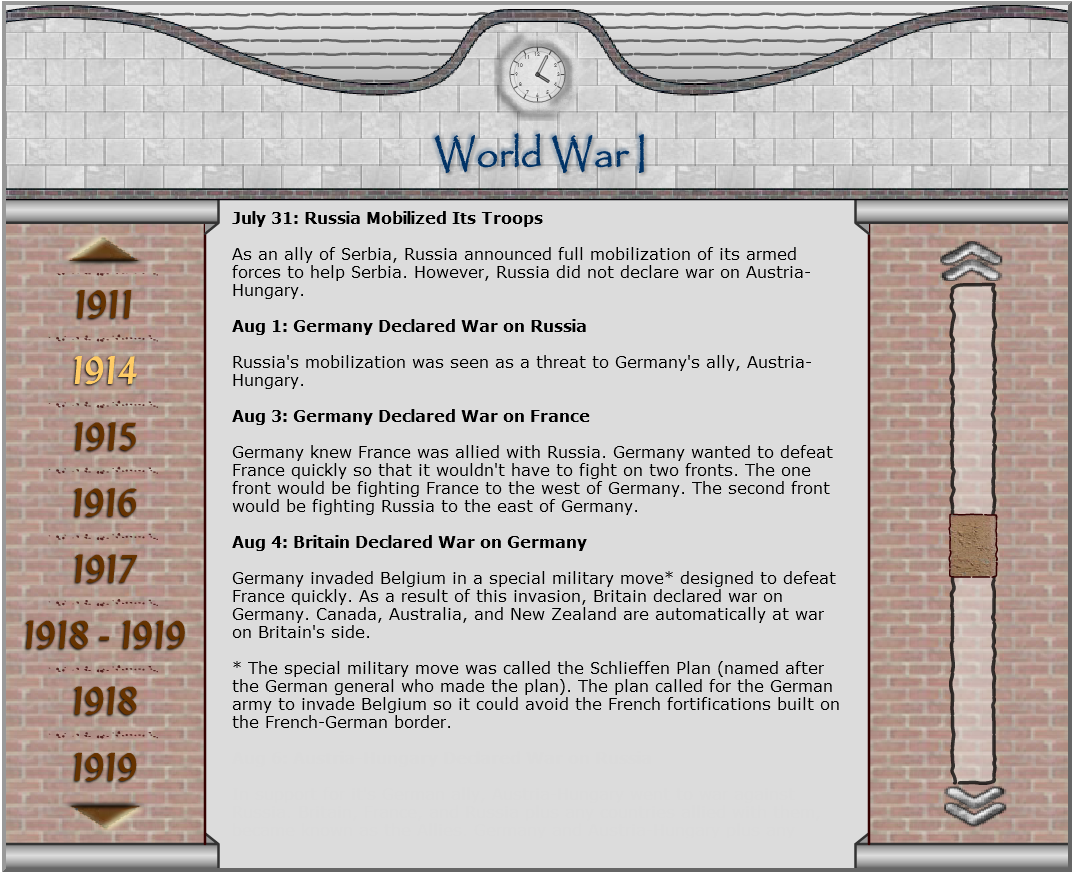 World War I
1911
1914
1915
1916
1917
1918 - 1919
1918
1919
July 31: Russia Mobilized Its Troops
As an ally of Serbia, Russia announced full mobilization of its armed
forces to help Serbia. However, Russia did not declare war on Austria-
Hungary.
Aug 1: Germany Declared War on Russia
Russia's mobilization was seen as a threat to Germany's ally, Austria-
Hungary.
Aug 3: Germany Declared War on France
Germany knew France was allied with Russia. Germany wanted to defeat
France quickly so that it wouldn't have to fight on two fronts. The one
front would be fighting France to the west of Germany. The second front
would be fighting Russia to the east of Germany.
Aug 4: Britain Declared War on Germany
Germany invaded Belgium in a special military move* designed to defeat
France quickly. As a result of this invasion, Britain declared war on
Germany. Canada, Australia, and New Zealand are automatically at war
on Britain's side.
* The special military move was called the Schlieffen Plan (named after
the German general who made the plan). The plan called for the German
army to invade Belgium so it could avoid the French fortifications built on
the French-German border.